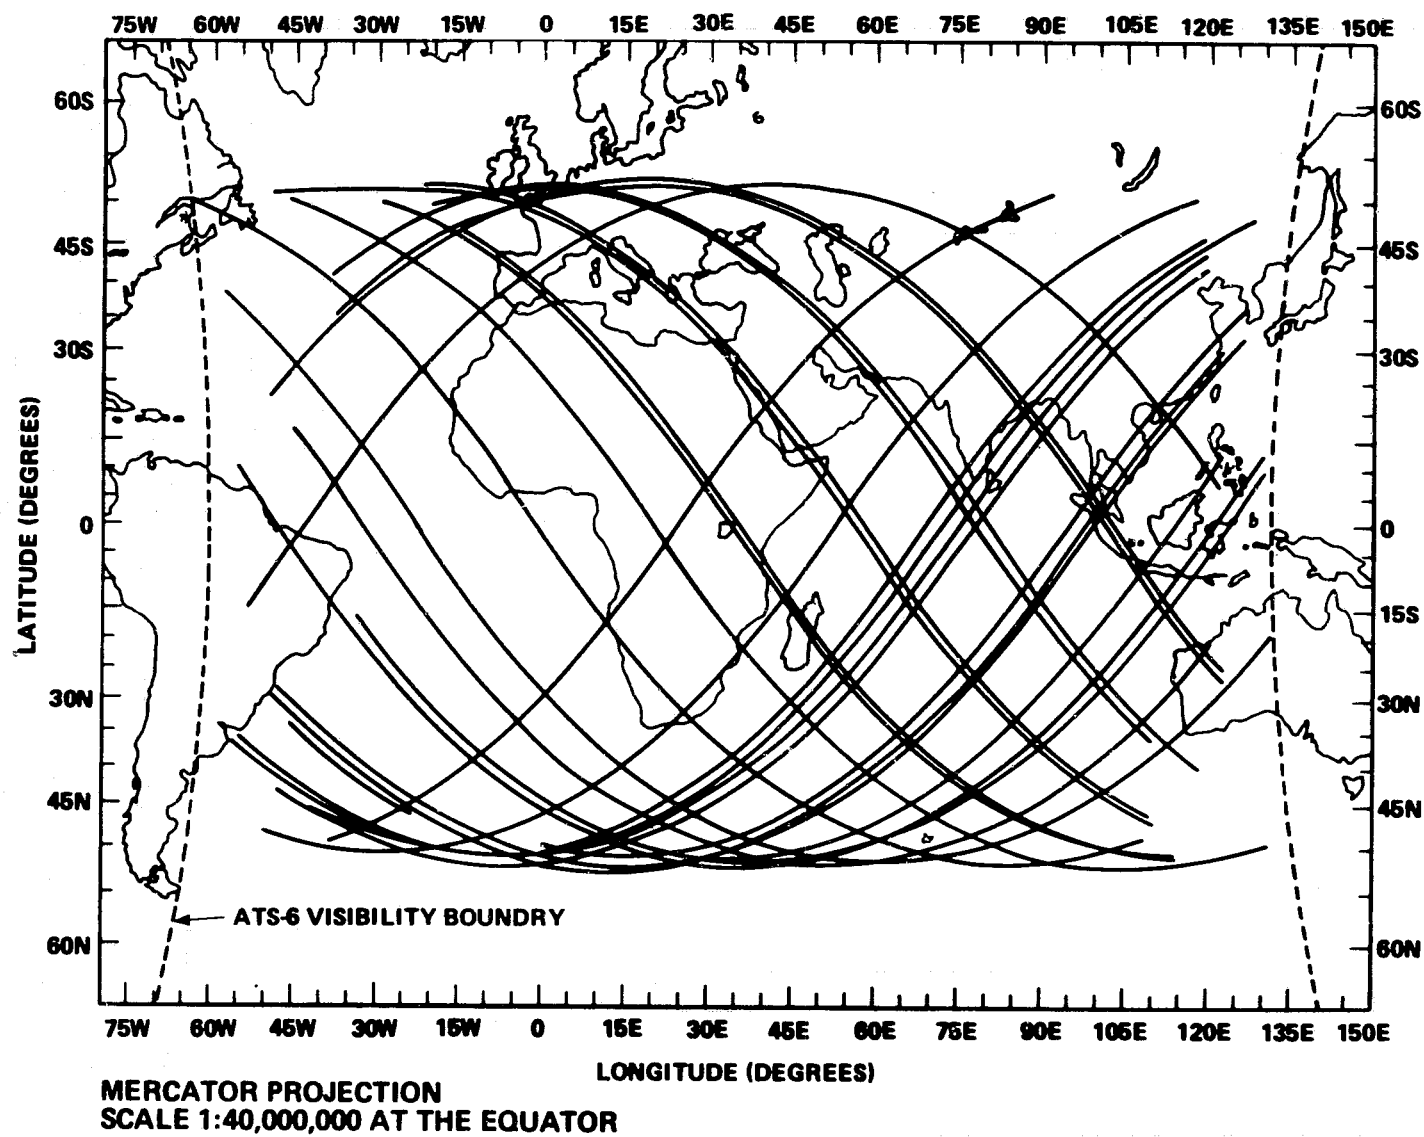 75W 60W 45W 30W 15W 0 15E 30E 45E 60E 75E 90E 105E 120E 135E 150E
60S 60S
45S 45S
30S 30S
0 0
15S
30N 30N
45N 45N
60N 60N
LATITUDE (DEGREES)
ATS-6 VISIBILITY BOUNDRY
75W 60W 45W 30W 15W 0 15E 30E 45E 60E 75E 90E 105E 120E 135E 150E
LONGITUDE (DEGREES)
MERCATOR PROJECTION
SCALE 1:40,000,000 AT THE EQUATOR